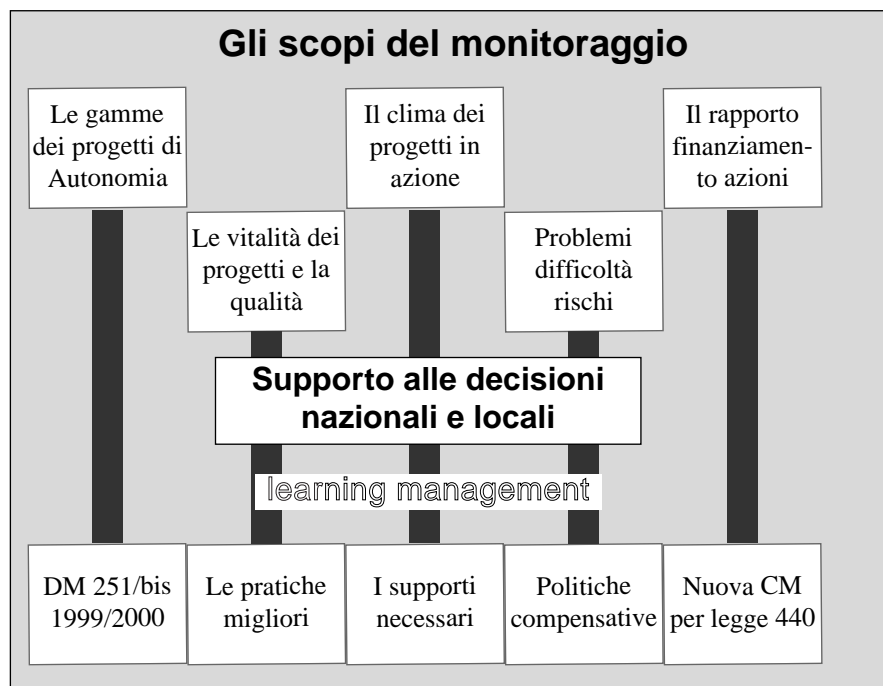 Gli scopi del monitoraggio
Le gamme
dei progetti di
Autonomia
Il clima dei
progetti in
azione
Il rapporto
finanziamen-
to azioni
Le vitalità dei
progetti e la
qualità
Problemi
difficoltà
rischi
Supporto alle decisioni
nazionali e locali
learning management
DM 251/bis
1999/2000
Le pratiche
migliori
I supporti
necessari
Politiche
compensative
Nuova CM
per legge 440